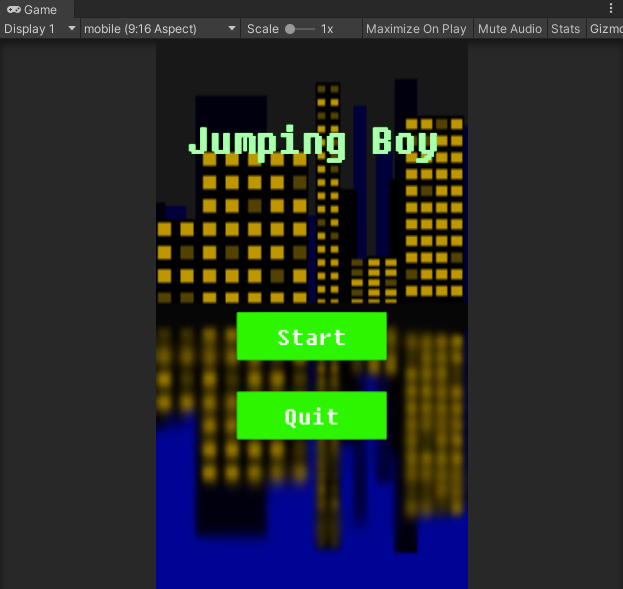 Game
Display 1 mobile (9:16 Aspect) Scale 1x Maximize On Play Mute Audio Stats Gizmo
Jumping Boy
Start
Quit